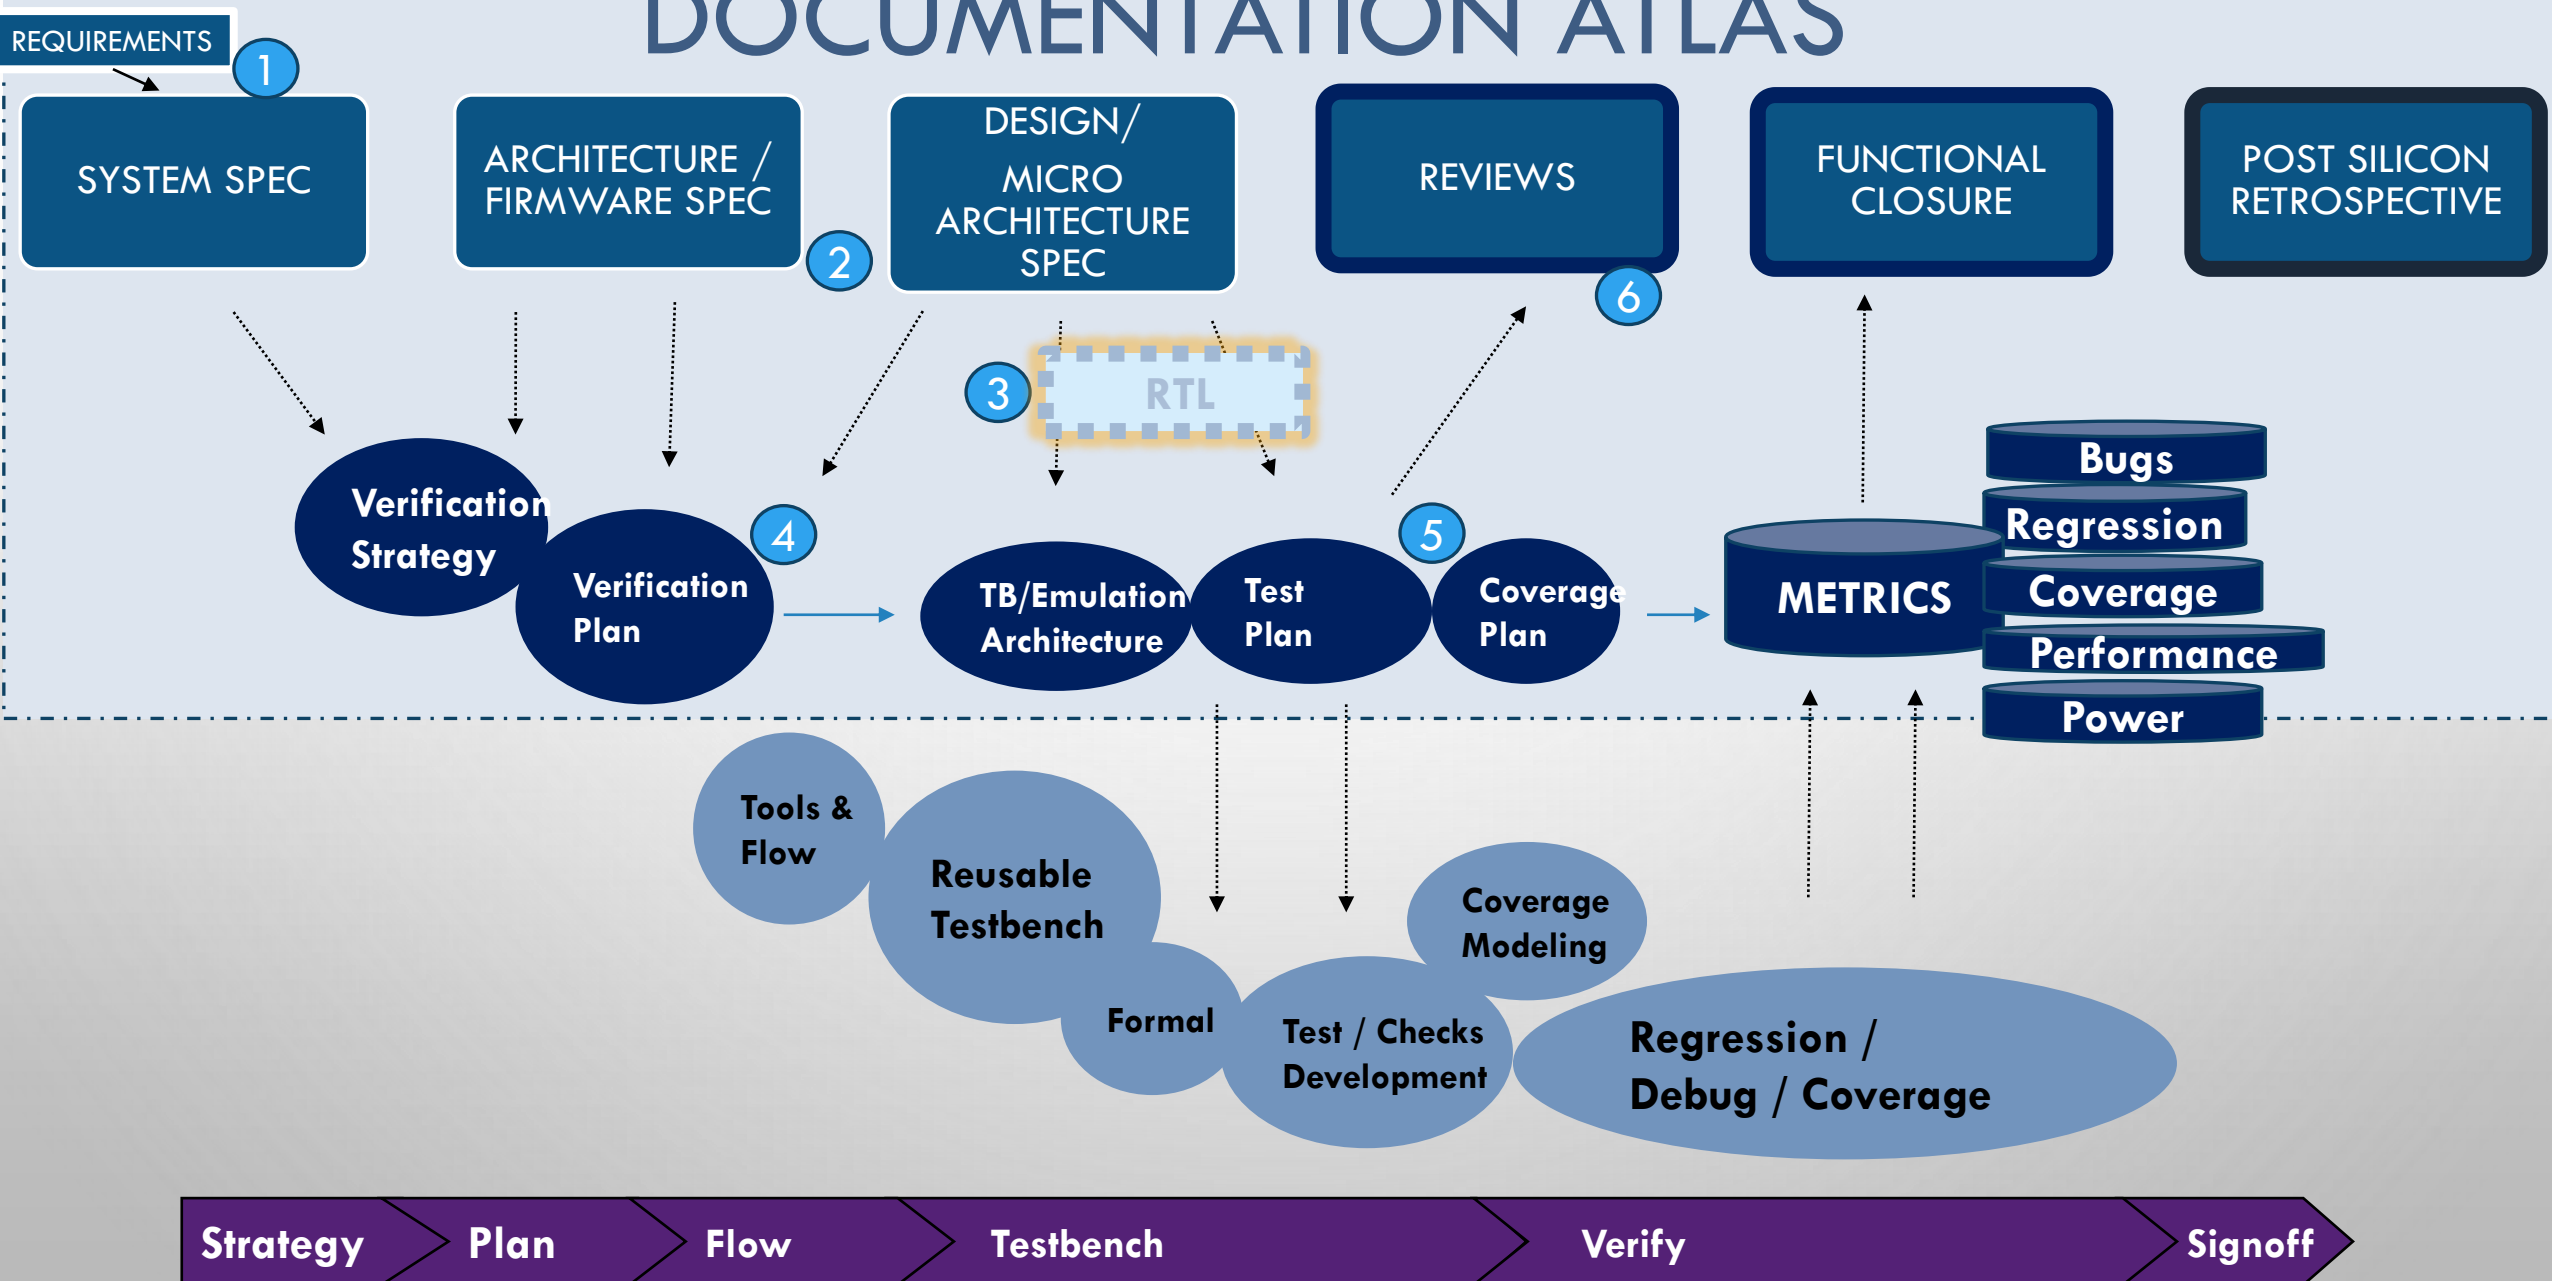 DOCUMENTATION ATLAS
REQUIREMENTS
1
SYSTEM SPEC
ARCHITECTURE /
FIRMWARE SPEC
2
DESIGN/
MICRO
ARCHITECTURE
SPEC
REVIEWS
6
FUNCTIONAL
CLOSURE
POST SILICON
RETROSPECTIVE
3
RTL
Verification
Strategy
Verification
Plan
4
TB/Emulation
Architecture
Test
Plan
5
Coverage
Plan
METRICS
Bugs
Regression
Coverage
Performance
Power
Tools &
Flow
Reusable
Testbench
Formal
Test / Checks
Development
Coverage
Modeling
Regression /
Debug / Coverage
Strategy
Plan
Flow
Testbench
Verify
Signoff